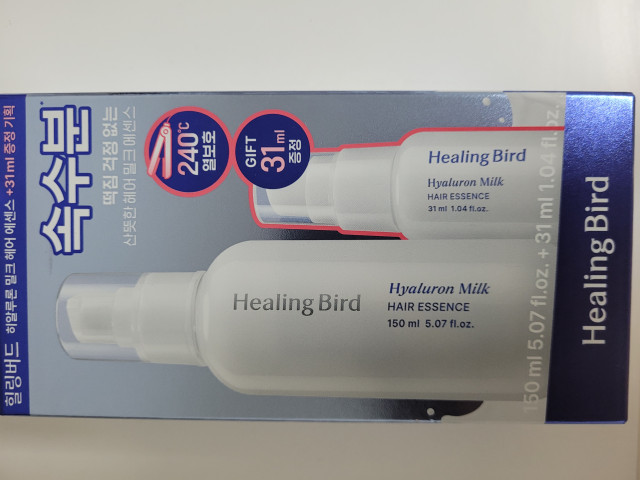 힐링버드 히알루론 밀크 헤어 에센스 +31ml 증정 기획
속수분
떡짐 걱정 없는
산뜻한 헤어 밀크 에센스
240°C
열보호
GIFT
31ml
증정
Healing Bird
Hyaluron Milk
HAIR ESSENCE
31 ml 1.04 fl.oz.
Healing Bird
Hyaluron Milk
HAIR ESSENCE
150 ml 5.07 fl.oz.
150 ml 5.07 fl.oz. + 31 ml 1.04 fl.oz.
Healing Bird